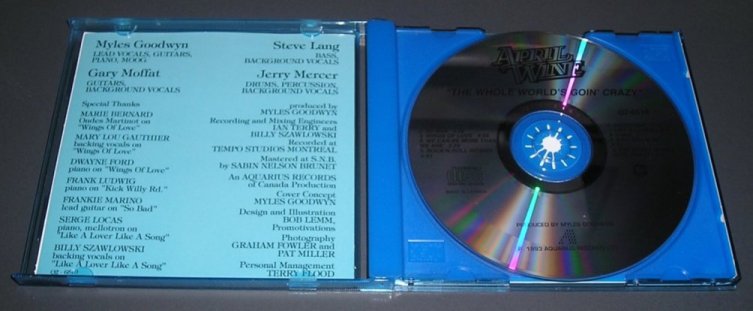 Myles Goodwyn
LEAD VOCALS, GUITARS,
PIANO, MOOG
Gary Moffat
GUITARS,
BACKGROUND VOCALS
Special Thanks
MARIE BERNARD
Ondes Martinot on
"Wings Of Love"
MARY LOU GAUTHIER
backing vocals on
"Wings Of Love"
DWAYNE FORD
piano on "Wings Of Love"
FRANK LUDWIG
piano on "Kick Willy Rd."
FRANKIE MARINO
lead guitar on "So Bad"
SERGE LOCAS
piano, mellotron on
"Like A Lover Like A Song"
BILLY SZAWLOWSKI
backing vocals on
"Like A Lover Like A Song"
Steve Lang
BASS,
BACKGROUND VOCALS
Jerry Mercer
DRUMS, PERCUSSION,
BACKGROUND VOCALS
produced by
MYLES GOODWYN
Recording and Mixing Engineers
IAN TERRY and
BILLY SZAWLOWSKI
Recorded at
TEMPO STUDIOS MONTREAL
Mastered at S.N.B.
by SABIN NELSON BRUNET
An AQUARIUS RECORDS
of Canada Production
Cover Concept
MYLES GOODWYN
Design and Illustration
BOB LEMM,
Promotivations
Photography
GRAHAM FOWLER and
PAT MILLER
Personal Management
TERRY FLOOD
APRIL
WINE
"THE WHOLE WORLD'S GOIN' CRAZY"
PRODUCED BY MYLES GOODWYN